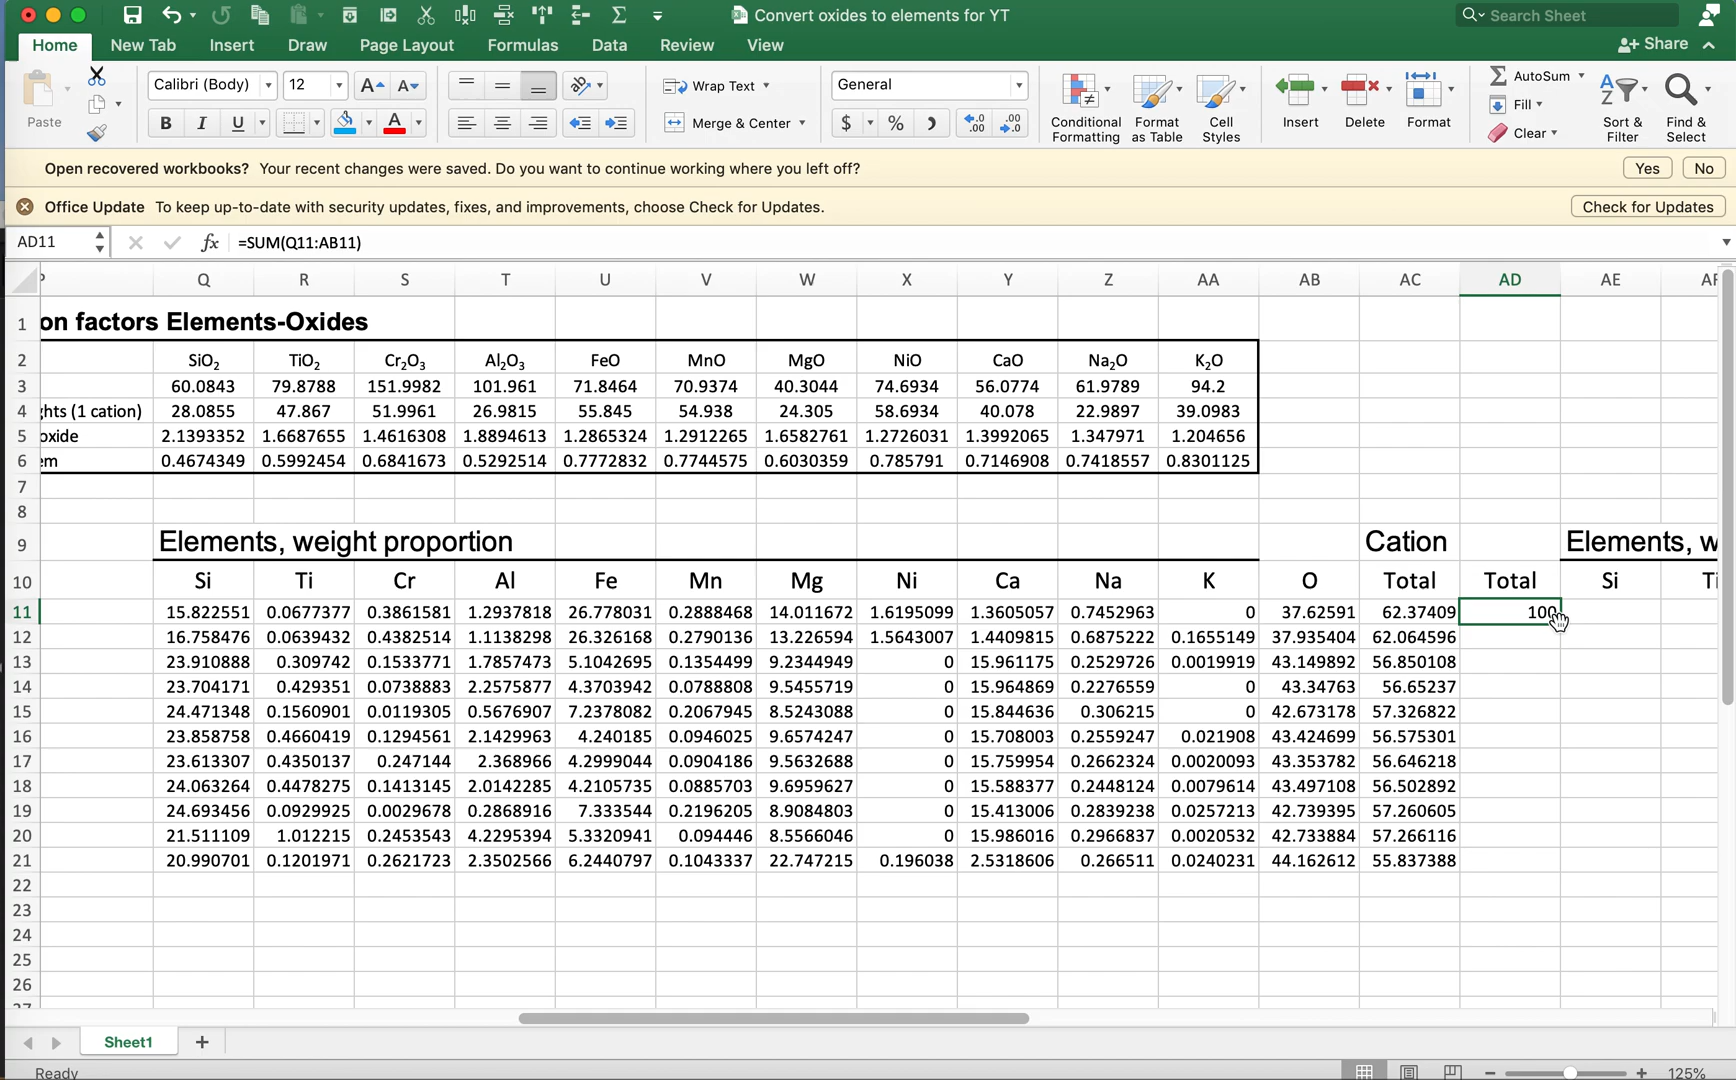 Convert oxides to elements for YT
Search Sheet
Home New Tab Insert Draw Page Layout Formulas Data Review View
Share
Paste
Calibri (Body) 12 A A
B I U A
Wrap Text
Merge & Center
General
$ % )
Conditional Formatting
Format as Table
Cell Styles
Insert Delete Format
AutoSum
Fill
Clear
Sort & Filter
Find & Select
Open recovered workbooks? Your recent changes were saved. Do you want to continue working where you left off? Yes No
Office Update To keep up-to-date with security updates, fixes, and improvements, choose Check for Updates. Check for Updates
AD11 fx =SUM(Q11:AB11)
Q R S T U V W X Y Z AA AB AC AD AE
1 on factors Elements-Oxides
2 SiO₂ TiO₂ Cr₂O₃ Al₂O₃ FeO MnO MgO NiO CaO Na₂O K₂O
3 60.0843 79.8788 151.9982 101.961 71.8464 70.9374 40.3044 74.6934 56.0774 61.9789 94.2
4 ghts (1 cation) 28.0855 47.867 51.9961 26.9815 55.845 54.938 24.305 58.6934 40.078 22.9897 39.0983
5 oxide 2.1393352 1.6687655 1.4616308 1.8894613 1.2865324 1.2912265 1.6582761 1.2726031 1.3992065 1.347971 1.204656
6 em 0.4674349 0.5992454 0.6841673 0.5292514 0.7772832 0.7744575 0.6030359 0.785791 0.7146908 0.7418557 0.8301125
7
8
9 Elements, weight proportion Cation Elements, w
10 Si Ti Cr Al Fe Mn Mg Ni Ca Na K O Total Total Si Ti
11 15.822551 0.0677377 0.3861581 1.2937818 26.778031 0.2888468 14.011672 1.6195099 1.3605057 0.7452963 0 37.62591 62.37409 100
12 16.758476 0.0639432 0.4382514 1.1138298 26.326168 0.2790136 13.226594 1.5643007 1.4409815 0.6875222 0.1655149 37.935404 62.064596
13 23.910888 0.309742 0.1533771 1.7857473 5.1042695 0.1354499 9.2344949 0 15.961175 0.2529726 0.0019919 43.149892 56.850108
14 23.704171 0.429351 0.0738883 2.2575877 4.3703942 0.0788808 9.5455719 0 15.964869 0.2276559 0 43.34763 56.65237
15 24.471348 0.1560901 0.0119305 0.5676907 7.2378082 0.2067945 8.5243088 0 15.844636 0.306215 0 42.673178 57.326822
16 23.858758 0.4660419 0.1294561 2.1429963 4.240185 0.0946025 9.6574247 0 15.708003 0.2559247 0.021908 43.424699 56.575301
17 23.613307 0.4350137 0.247144 2.368966 4.2999044 0.0904186 9.5632688 0 15.759954 0.2662324 0.0020093 43.353782 56.646218
18 24.063264 0.4478275 0.1413145 2.0142285 4.2105735 0.0885703 9.6959627 0 15.588377 0.2448124 0.0079614 43.497108 56.502892
19 24.693456 0.0929925 0.0029678 0.2868916 7.333544 0.2196205 8.9084803 0 15.413006 0.2839238 0.0257213 42.739395 57.260605
20 21.511109 1.012215 0.2453543 4.2295394 5.3320941 0.094446 8.5566046 0 15.986016 0.2966837 0.0020532 42.733884 57.266116
21 20.990701 0.1201971 0.2621723 2.3502566 6.2440797 0.1043337 22.747215 0.196038 2.5318606 0.266511 0.0240231 44.162612 55.837388
22
23
24
25
26
Sheet1 +
Ready 125%